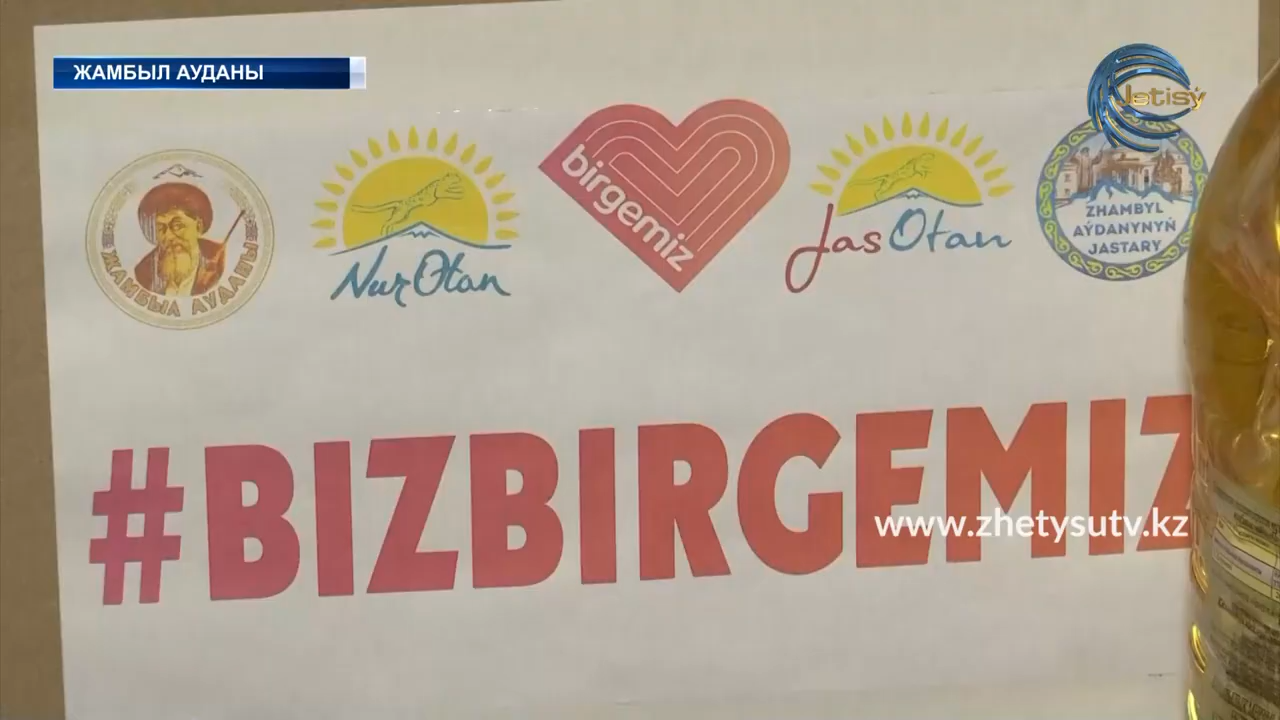 ЖАМБЫЛ АУДАНЫ
Jetisý
ЖАМБЫЛ АУДАНЫ
Nur Otan
birgemiz
Jas Otan
ZHAMBYL
AÝDANYNYŃ
JASTARY
#BIZBIRGEMIZ
www.zhetysutv.kz